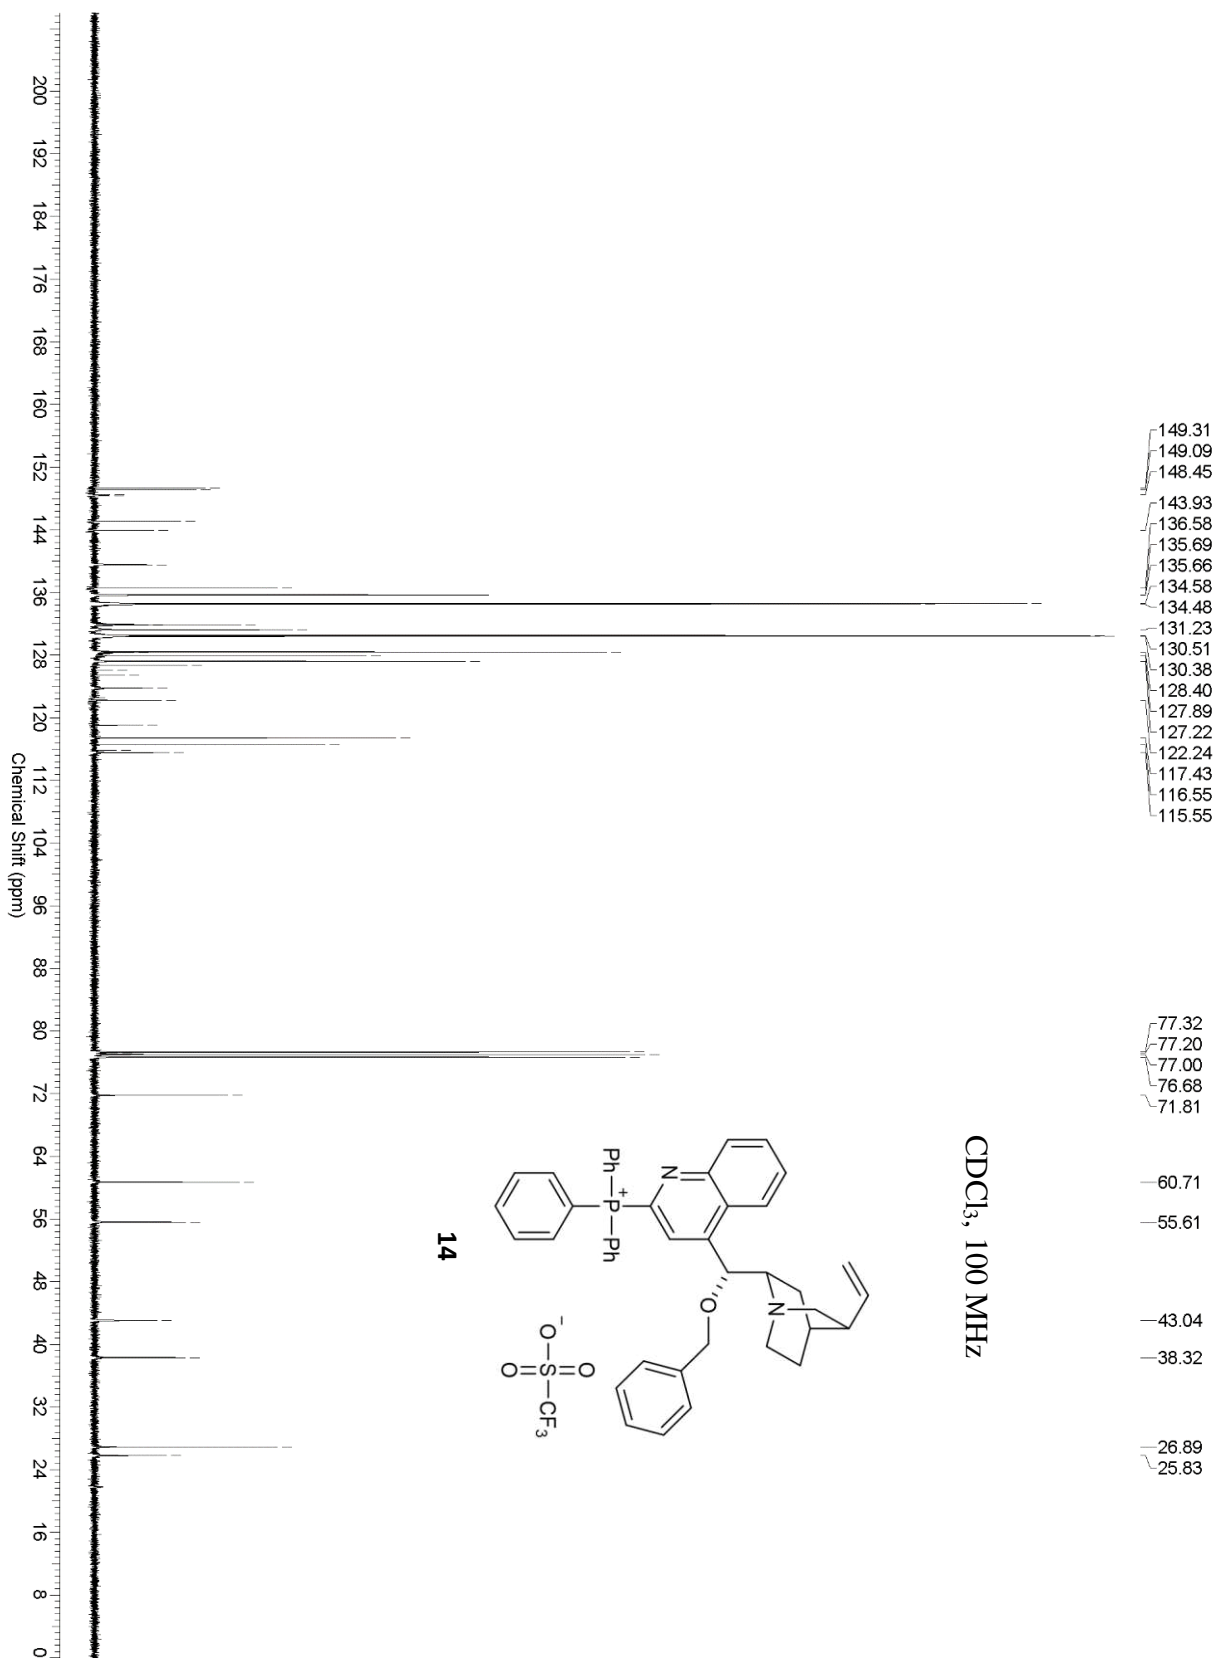 149.31
149.09
148.45
143.93
136.58
135.69
135.66
134.58
134.48
131.23
130.51
130.38
128.40
127.89
127.22
122.24
117.43
116.55
115.55
77.32
77.20
77.00
76.68
71.81
60.71
55.61
43.04
38.32
26.89
25.83
CDCl₃, 100 MHz
N
N
Ph
P
+
Ph
O
O⁻
O
S
O
CF₃
14
200 192 184 176 168 160 152 144 136 128 120 112 104 96 88 80 72 64 56 48 40 32 24 16 8 0
Chemical Shift (ppm)